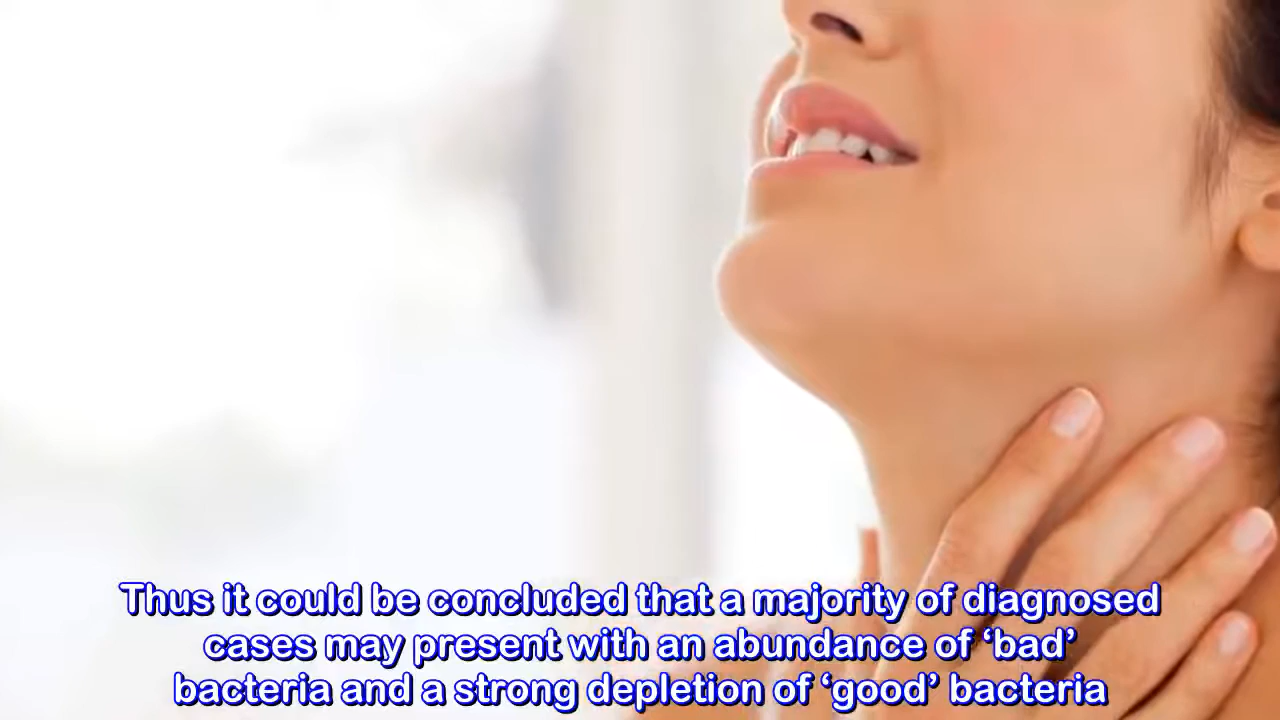 Thus it could be concluded that a majority of diagnosed
cases may present with an abundance of ‘bad’
bacteria and a strong depletion of ‘good’ bacteria